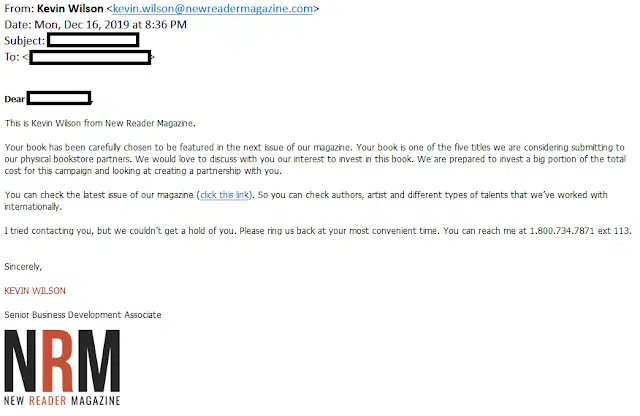 From: Kevin Wilson <kevin.wilson@newreadermagazine.com>
Date: Mon, Dec 16, 2019 at 8:36 PM
Subject:
To: < >
Dear ,
This is Kevin Wilson from New Reader Magazine.
Your book has been carefully chosen to be featured in the next issue of our magazine. Your book is one of the five titles we are considering submitting to
our physical bookstore partners. We would love to discuss with you our interest to invest in this book. We are prepared to invest a big portion of the total
cost for this campaign and looking at creating a partnership with you.
You can check the latest issue of our magazine (click this link). So you can check authors, artist and different types of talents that we've worked with
internationally.
I tried contacting you, but we couldn't get a hold of you. Please ring us back at your most convenient time. You can reach me at 1.800.734.7871 ext 113.
Sincerely,
KEVIN WILSON
Senior Business Development Associate
NRM
NEW READER MAGAZINE